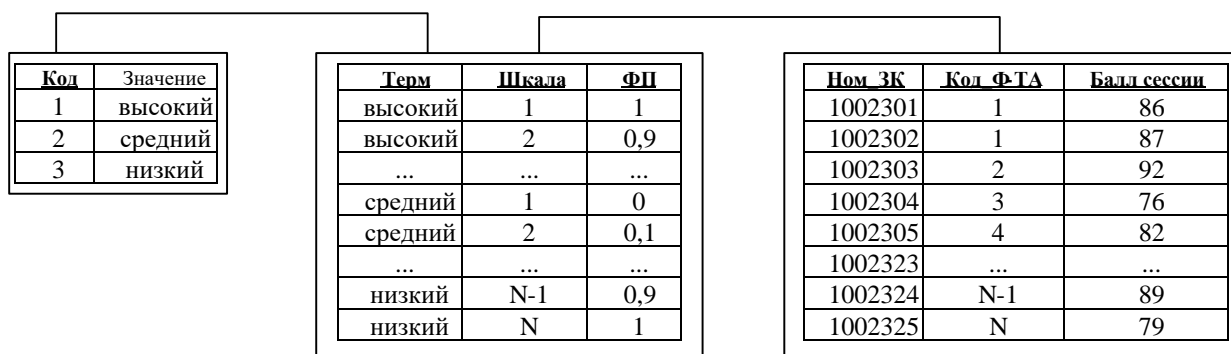 Код Значение
1 высокий
2 средний
3 низкий
Терм Шкала ФП
высокий 1 1
высокий 2 0,9
... ... ...
средний 1 0
средний 2 0,1
... ... ...
низкий N-1 0,9
низкий N 1
Ном_ЗК Код_Ф-ТА Балл сессии
1002301 1 86
1002302 1 87
1002303 2 92
1002304 3 76
1002305 4 82
1002323 ... ...
1002324 N-1 89
1002325 N 79